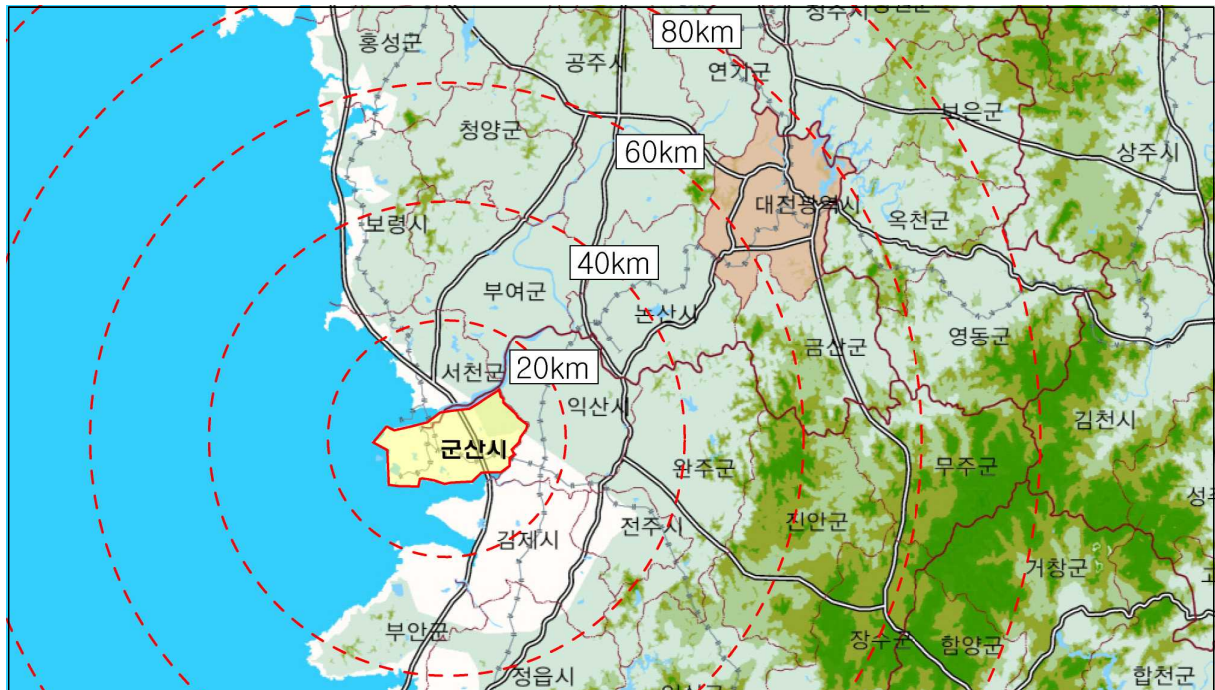 80km
홍성군
공주시
연기군
보은군
청양군
60km
상주시
대전광역시
옥천군
보령시
40km
부여군
논산시
영동군
금산군
서천군
20km
익산시
김천시
군산시
완주군
무주군
진안군
전주시
김제시
거창군
부안군
장수군
함양군
정읍시
합천군